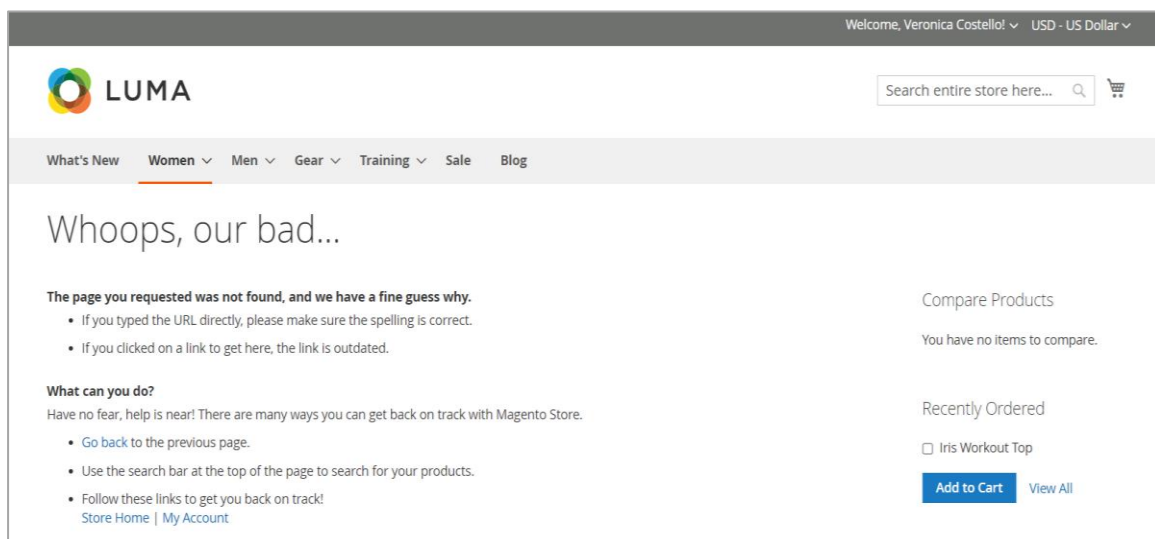 Welcome, Veronica Costello! USD - US Dollar
LUMA
Search entire store here...
What's New Women Men Gear Training Sale Blog
Whoops, our bad...
The page you requested was not found, and we have a fine guess why.
• If you typed the URL directly, please make sure the spelling is correct.
• If you clicked on a link to get here, the link is outdated.
What can you do?
Have no fear, help is near! There are many ways you can get back on track with Magento Store.
• Go back to the previous page.
• Use the search bar at the top of the page to search for your products.
• Follow these links to get you back on track!
Store Home | My Account
Compare Products
You have no items to compare.
Recently Ordered
Iris Workout Top
Add to Cart View All